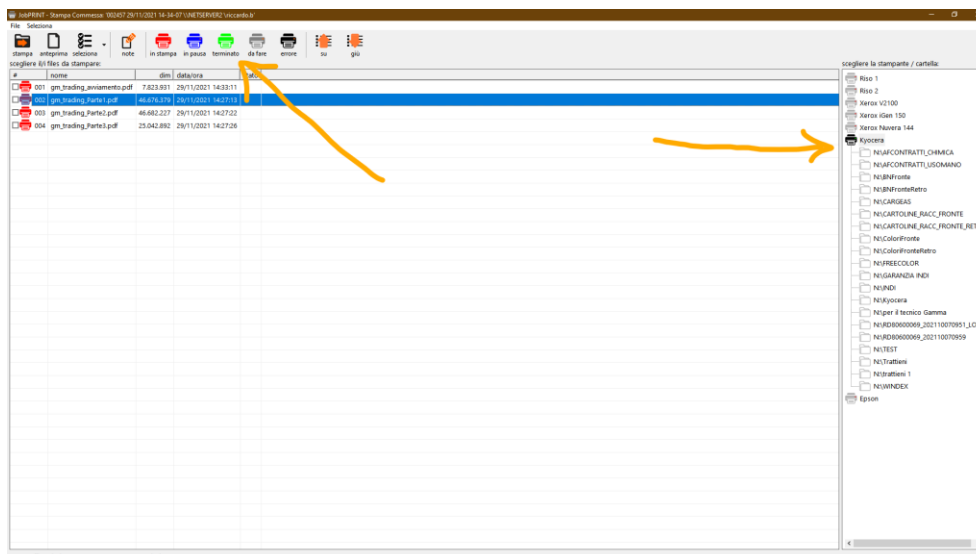 JobPRINT - Stampa Commessa: '002457 29/11/2021 14-34-07 '\\NETSERVER2 \riccardo.b'
File Seleziona
stampa anteprima seleziona note in stampa in pausa terminato da fare errore su giù
scegliere il/i files da stampare:
# nome dim data/ora stato
001 gm_trading_avviamento.pdf 7.823.931 29/11/2021 14:33:11
002 gm_trading_Parte1.pdf 46.676.373 29/11/2021 14:27:13
003 gm_trading_Parte2.pdf 46.682.227 29/11/2021 14:27:22
004 gm_trading_Parte3.pdf 25.042.892 29/11/2021 14:27:26
scegliere la stampante / cartella:
Riso 1
Riso 2
Xerox V2100
Xerox iGen 150
Xerox Nuvera 144
Kyocera
N:\AFCONTRATTI_CHIMICA
N:\AFCONTRATTI_USOMANO
N:\BNFronte
N:\BNFronteRetro
N:\CARGEAS
N:\CARTOLINE_RACC_FRONTE
N:\CARTOLINE_RACC_FRONTE_RET
N:\ColoriFronte
N:\ColoriFronteRetro
N:\FREECOLOR
N:\GARANZIA INDI
N:\INDI
N:\Kyocera
N:\per il tecnico Gamma
N:\RD80600069_202110070951_LO
N:\RD80600069_202110070959
N:\TEST
N:\Trattieni
N:\trattieni 1
N:\WINDEX
Epson